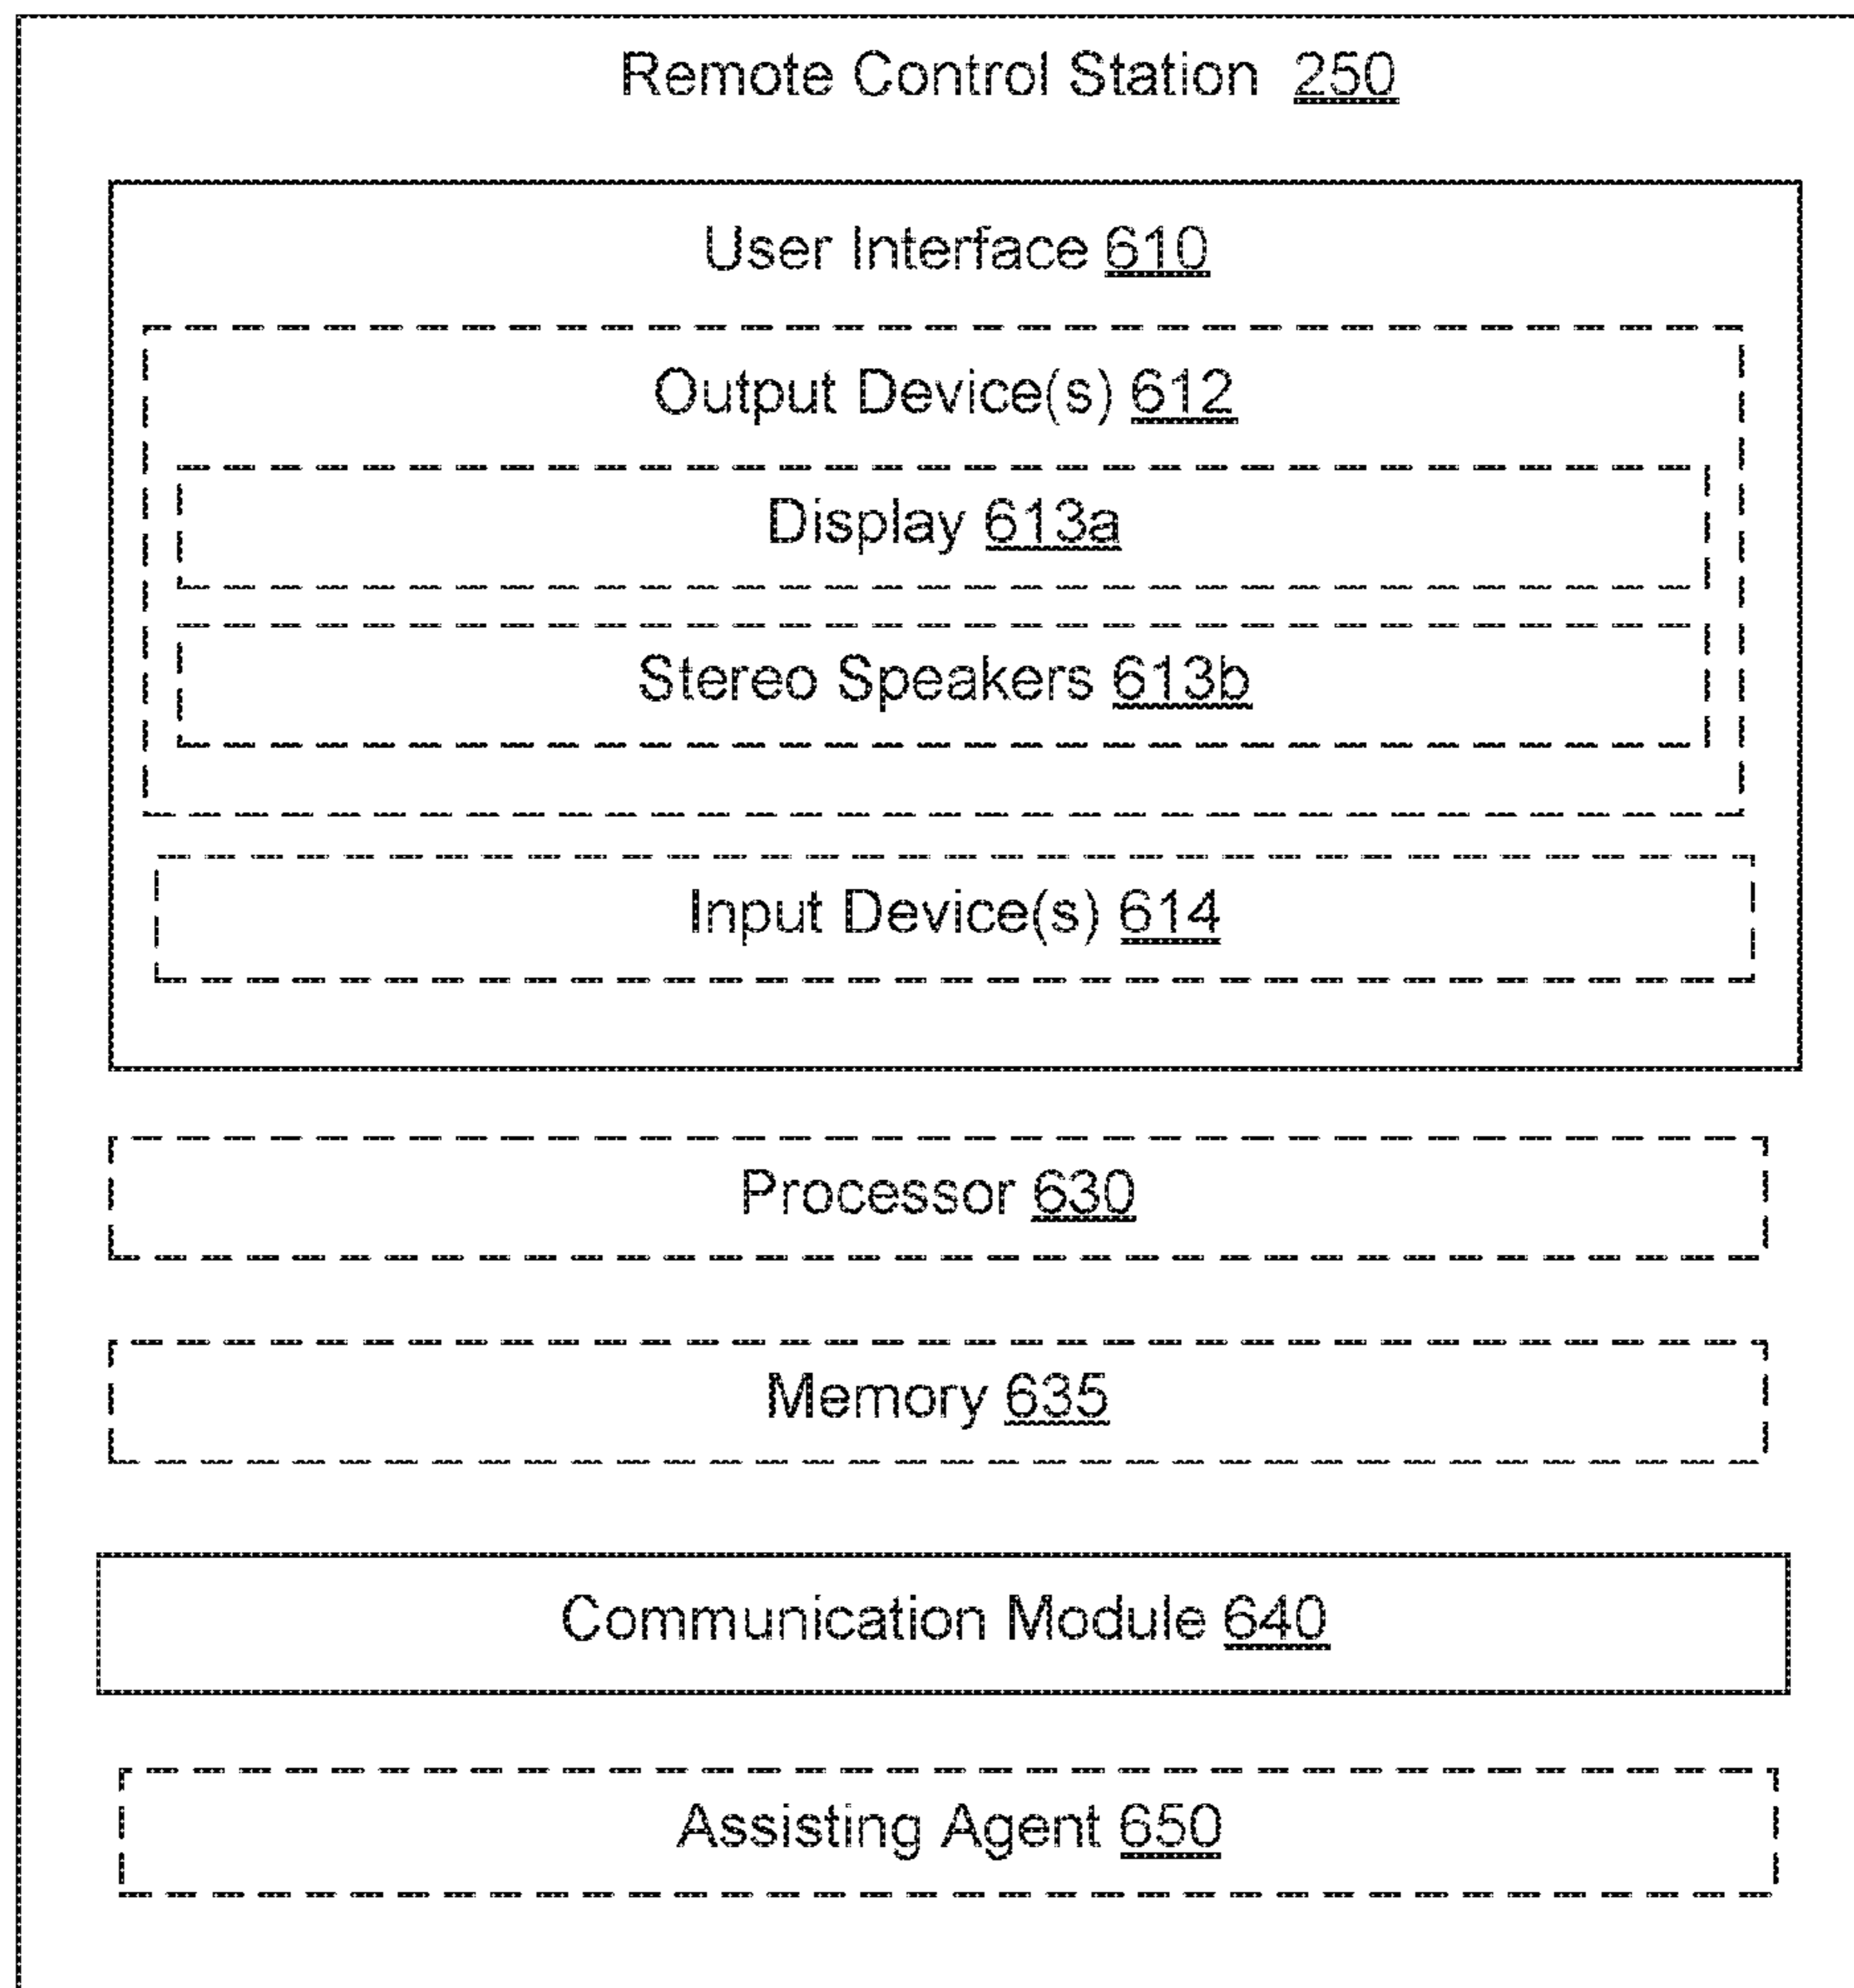 Remote Control Station 250
User Interface 610
Output Device(s) 612
Display 613a
Stereo Speakers 613b
Input Device(s) 614
Processor 630
Memory 635
Communication Module 640
Assisting Agent 650